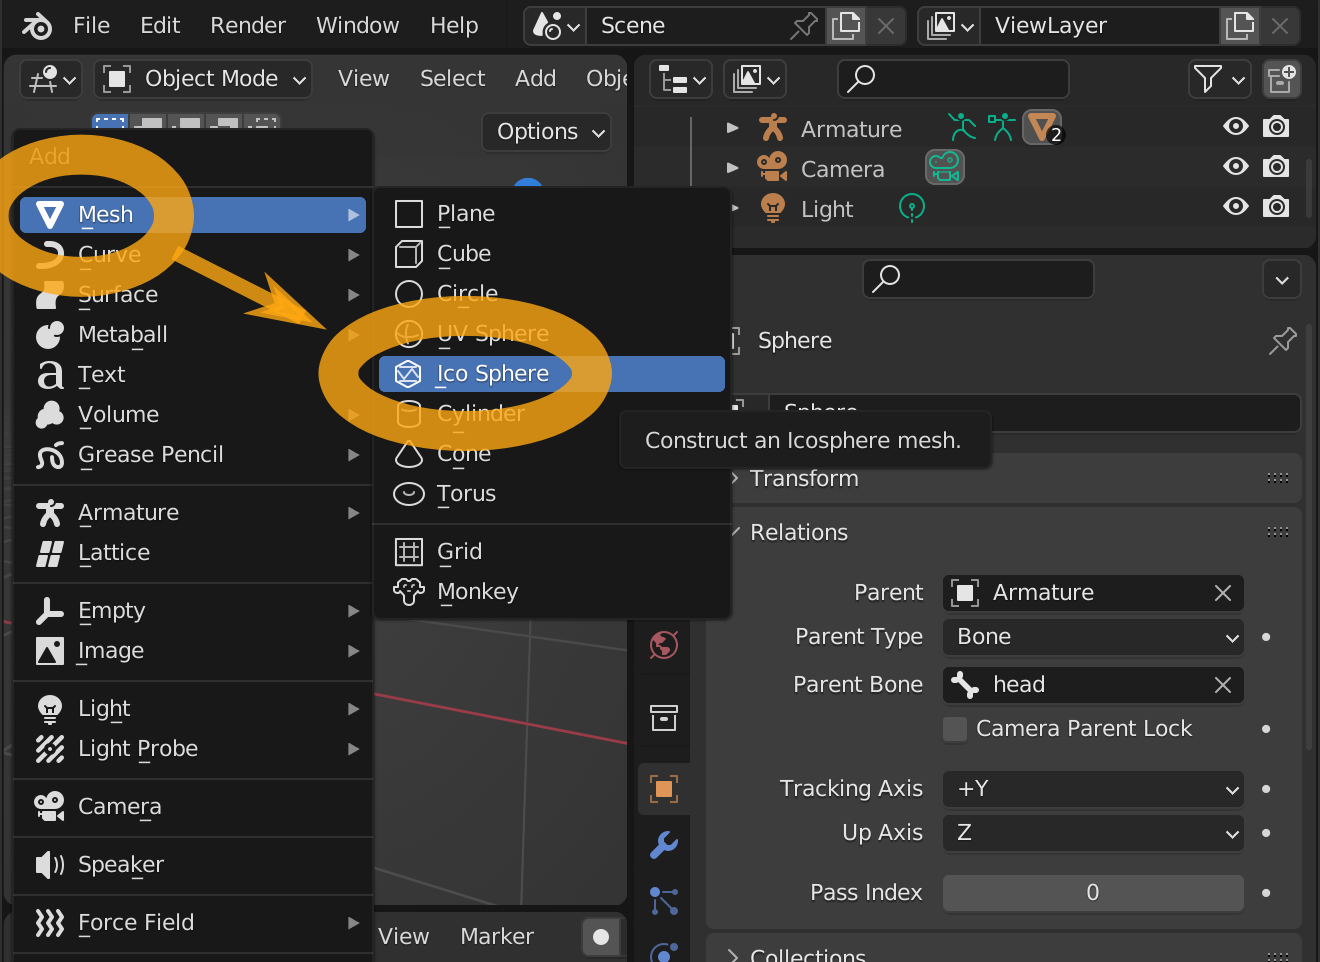 File Edit Render Window Help Scene ViewLayer
Object Mode View Select Add Obje
Options
Add
Mesh
Curve
Surface
Metaball
Text
Volume
Grease Pencil
Armature
Lattice
Empty
Image
Light
Light Probe
Camera
Speaker
Force Field
Plane
Cube
Circle
UV Sphere
Ico Sphere
Cylinder
Cone
Torus
Grid
Monkey
Construct an Icosphere mesh.
View Marker
Armature 2
Camera
Light
Sphere
Sphere
Transform
Relations
Parent Armature
Parent Type Bone
Parent Bone head
Camera Parent Lock
Tracking Axis +Y
Up Axis Z
Pass Index 0
Collections